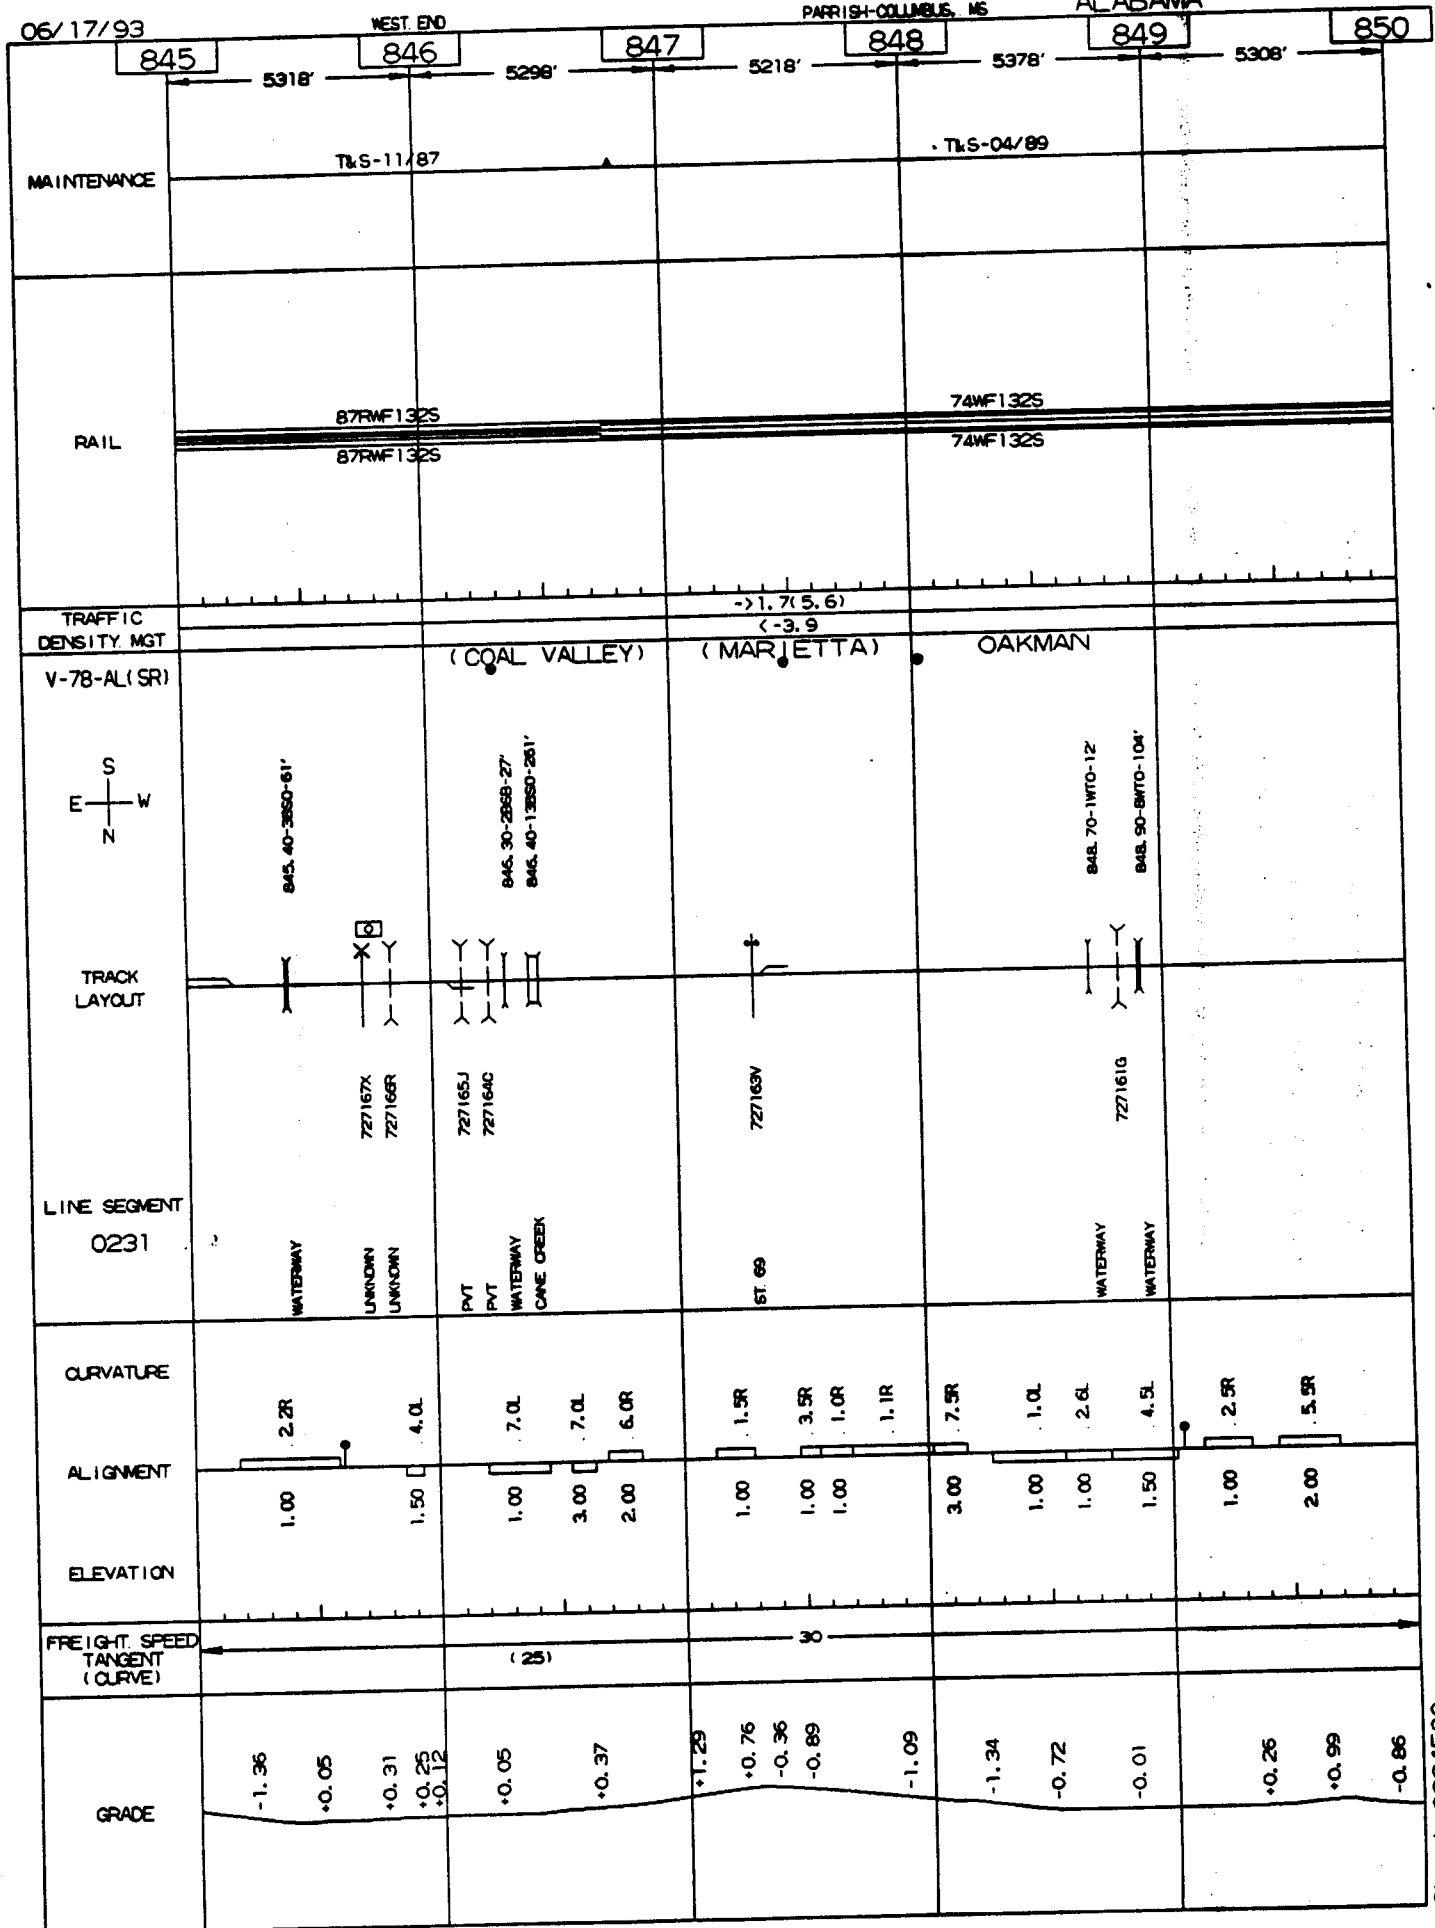 06/17/93
WEST. END
PARRISH-COLUMBUS, MS
ALABAMA
845 846 847 848 849 850
5318' 5298' 5218' 5378' 5308'
MAINTENANCE
T&S-11/87
T&S-04/89
RAIL
87RWF132S
74WF132S
87RWF132S
74WF132S
TRAFFIC
DENSITY. MGT
->1.7(5.6)
<-3.9
V-78-AL(SR)
(COAL VALLEY) (MARIETTA) OAKMAN
S
E W
N
845.40-3BSO-61'
846.30-2B6B-27'
846.40-13BSO-261'
848.70-1WTO-12'
848.90-8WTO-104'
TRACK
LAYOUT
727167X
727166R
727165J
727164C
727163V
727161G
LINE SEGMENT
0231
WATERWAY
UNKNOWN
UNKNOWN
PVT
PVT
WATERWAY
CANE CREEK
ST. 69
WATERWAY
WATERWAY
CURVATURE
2.2R 4.0L 7.0L 7.0L 6.0R 1.5R 3.5R 1.0R 1.1R 7.5R 1.0L 2.6L 4.5L 2.5R 5.5R
ALIGNMENT
1.00 1.50 1.00 3.00 2.00 1.00 1.00 1.00 3.00 1.00 1.00 1.50 1.00 2.00
ELEVATION
FREIGHT. SPEED
TANGENT
(CURVE)
30
(25)
GRADE
-1.36 +0.05 +0.31 +0.25 +0.12 +0.05 +0.37 +1.29 +0.76 -0.36 -0.89 -1.09 -1.34 -0.72 -0.01 +0.26 +0.99 -0.86